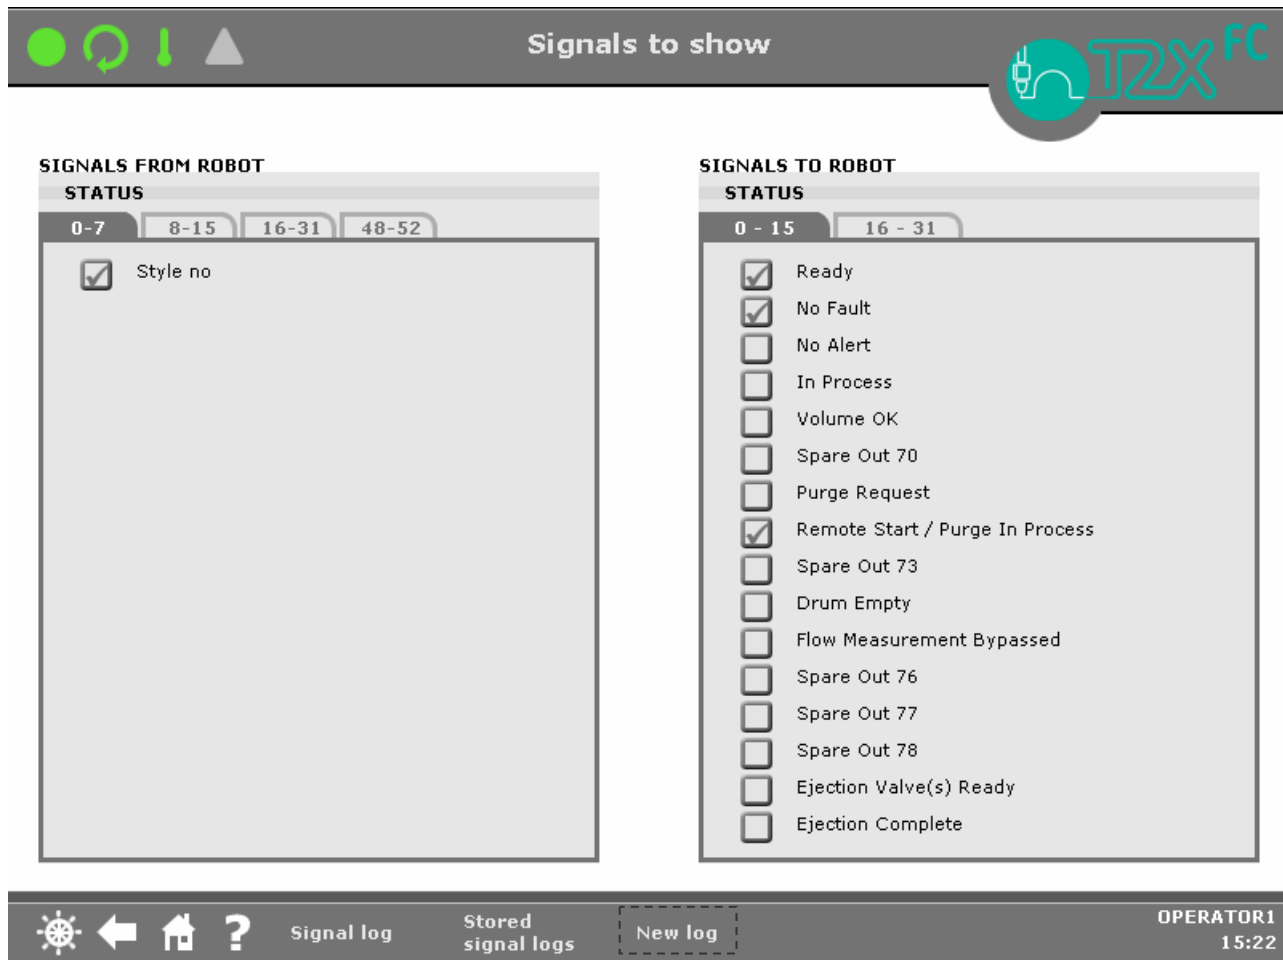 Signals to show
T2X FC
SIGNALS FROM ROBOT
STATUS
0-7 8-15 16-31 48-52
Style no
SIGNALS TO ROBOT
STATUS
0 - 15 16 - 31
Ready
No Fault
No Alert
In Process
Volume OK
Spare Out 70
Purge Request
Remote Start / Purge In Process
Spare Out 73
Drum Empty
Flow Measurement Bypassed
Spare Out 76
Spare Out 77
Spare Out 78
Ejection Valve(s) Ready
Ejection Complete
?
Signal log
Stored
signal logs
New log
OPERATOR1
15:22